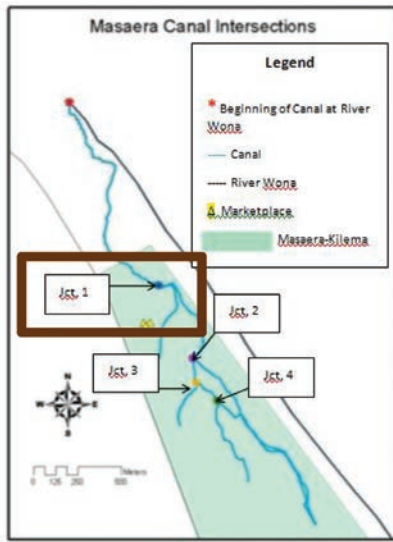 Masaera Canal Intersections
Legend
Beginning of Canal at River
Wona
Canal
River Wona
Marketplace
Masaera-Kilema
Jct, 1
Jct, 2
Jct, 3
Jct, 4
N
W E
S
Meters
0 125 250 500